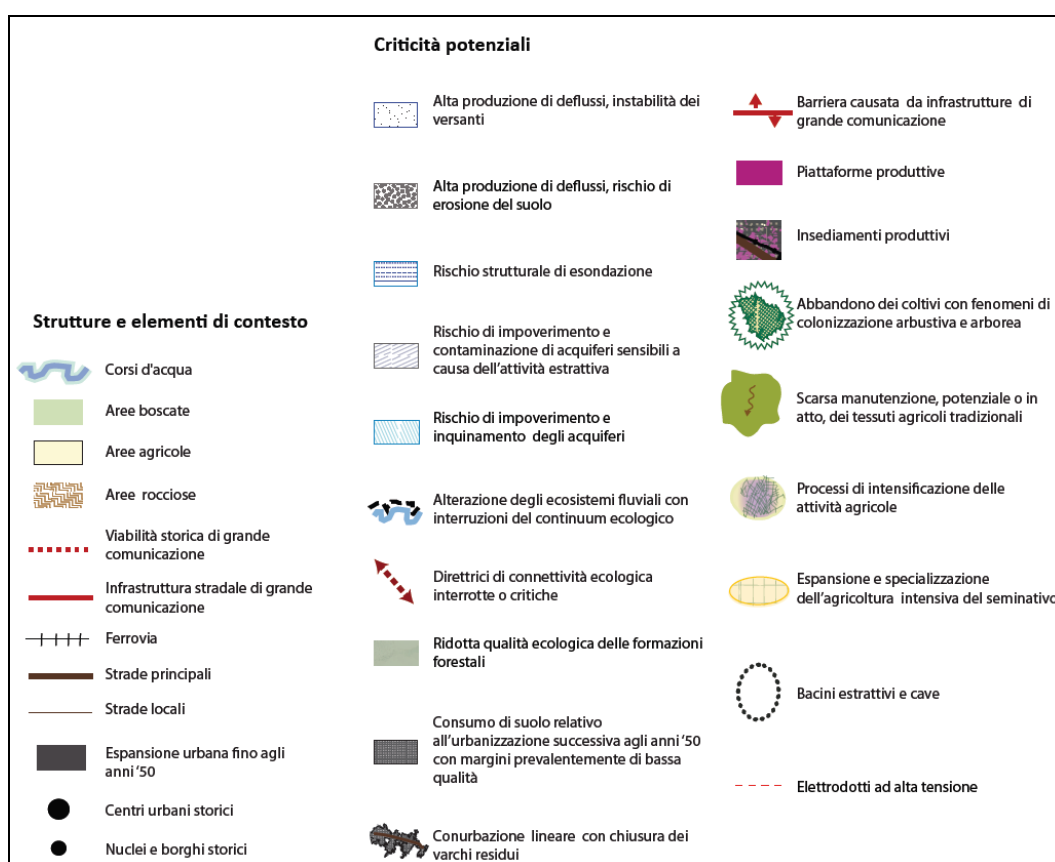 Criticità potenziali
Strutture e elementi di contesto
Corsi d'acqua
Aree boscate
Aree agricole
Aree rocciose
Viabilità storica di grande
comunicazione
Infrastruttura stradale di grande
comunicazione
Ferrovia
Strade principali
Strade locali
Espansione urbana fino agli
anni '50
Centri urbani storici
Nuclei e borghi storici
Alta produzione di deflussi, instabilità dei
versanti
Alta produzione di deflussi, rischio di
erosione del suolo
Rischio strutturale di esondazione
Rischio di impoverimento e
contaminazione di acquiferi sensibili a
causa dell'attività estrattiva
Rischio di impoverimento e
inquinamento degli acquiferi
Alterazione degli ecosistemi fluviali con
interruzioni del continuum ecologico
Direttrici di connettività ecologica
interrotte o critiche
Ridotta qualità ecologica delle formazioni
forestali
Consumo di suolo relativo
all'urbanizzazione successiva agli anni '50
con margini prevalentemente di bassa
qualità
Conurbazione lineare con chiusura dei
varchi residui
Barriera causata da infrastrutture di
grande comunicazione
Piattaforme produttive
Insediamenti produttivi
Abbandono dei coltivi con fenomeni di
colonizzazione arbustiva e arborea
Scarsa manutenzione, potenziale o in
atto, dei tessuti agricoli tradizionali
Processi di intensificazione delle
attività agricole
Espansione e specializzazione
dell'agricoltura intensiva del seminativo
Bacini estrattivi e cave
Elettrodotti ad alta tensione